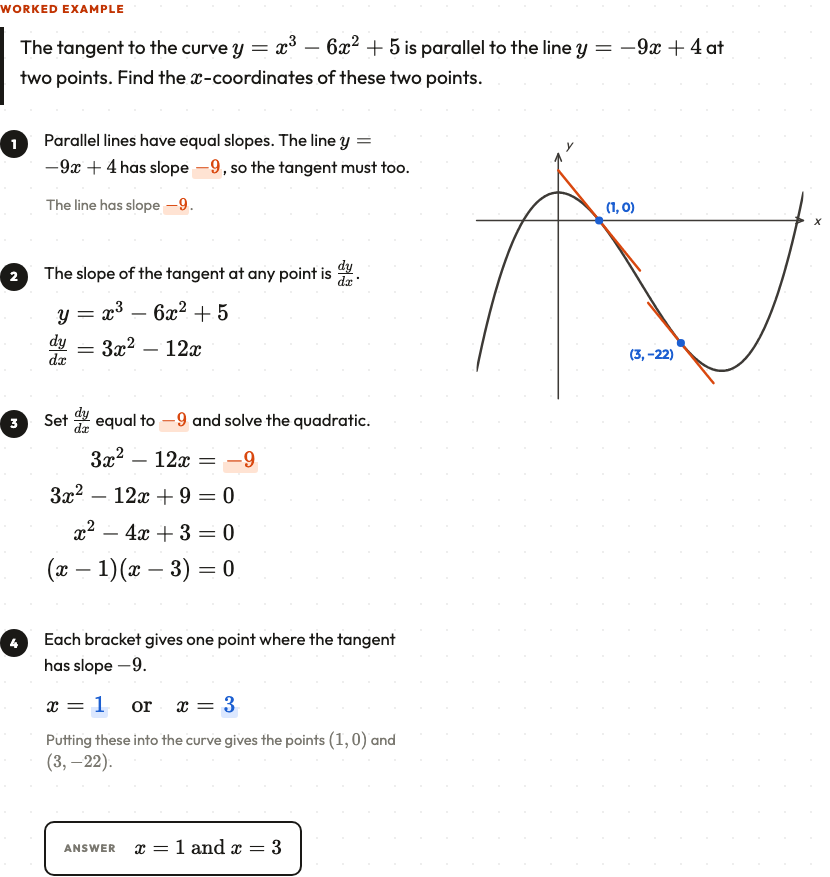 WORKED EXAMPLE
The tangent to the curve y = x³ − 6x² + 5 is parallel to the line y = −9x + 4 at
two points. Find the x-coordinates of these two points.
1 Parallel lines have equal slopes. The line y =
−9x + 4 has slope −9, so the tangent must too.
The line has slope −9.
2 The slope of the tangent at any point is dy/dx.
y = x³ − 6x² + 5
dy/dx = 3x² − 12x
3 Set dy/dx equal to −9 and solve the quadratic.
3x² − 12x = −9
3x² − 12x + 9 = 0
x² − 4x + 3 = 0
(x − 1)(x − 3) = 0
4 Each bracket gives one point where the tangent
has slope −9.
x = 1 or x = 3
Putting these into the curve gives the points (1, 0) and
(3, −22).
ANSWER x = 1 and x = 3
y
(1, 0)
x
(3, −22)